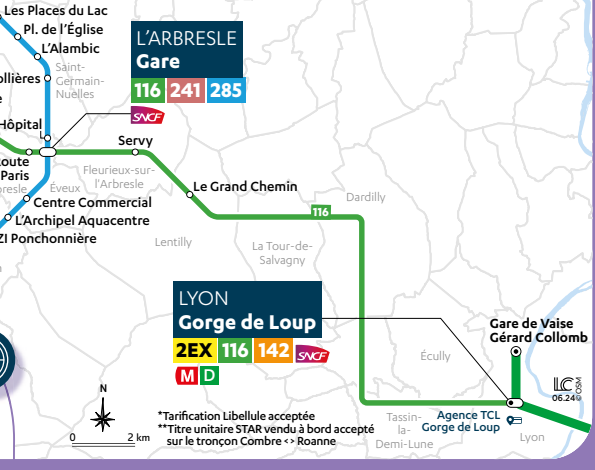 Les Places du Lac
Pl. de l'Église
L'Alambic
ollières
Saint-
Germain-
Nuelles
L'ARBRESLE
Gare
116 241 285
SNCF
Hôpital
Servy
oute
Paris
Fleurieux-sur-
l'Arbresle
Éveux
Le Grand Chemin
Centre Commercial
L'Archipel Aquacentre
ZI Ponchonnière
116
Dardilly
Lentilly
La Tour-de-
Salvagny
LYON
Gorge de Loup
2EX 116 142 SNCF
M D
Gare de Vaise
Gérard Collomb
Écully
N
0 2 km
*Tarification Libellule acceptée
**Titre unitaire STAR vendu à bord accepté
sur le tronçon Combre <> Roanne
Tassin-
la-
Demi-Lune
Agence TCL
Gorge de Loup
Lyon
LC
06.24
©OSM